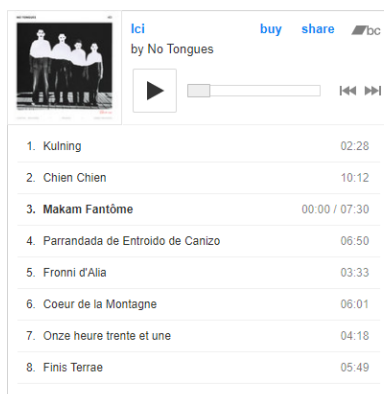 NO TONGUES
Ici buy share bc
by No Tongues
1. Kulning 02:28
2. Chien Chien 10:12
3. Makam Fantôme 00:00 / 07:30
4. Parrandada de Entroido de Canizo 06:50
5. Fronni d'Alia 03:33
6. Coeur de la Montagne 06:01
7. Onze heure trente et une 04:18
8. Finis Terrae 05:49